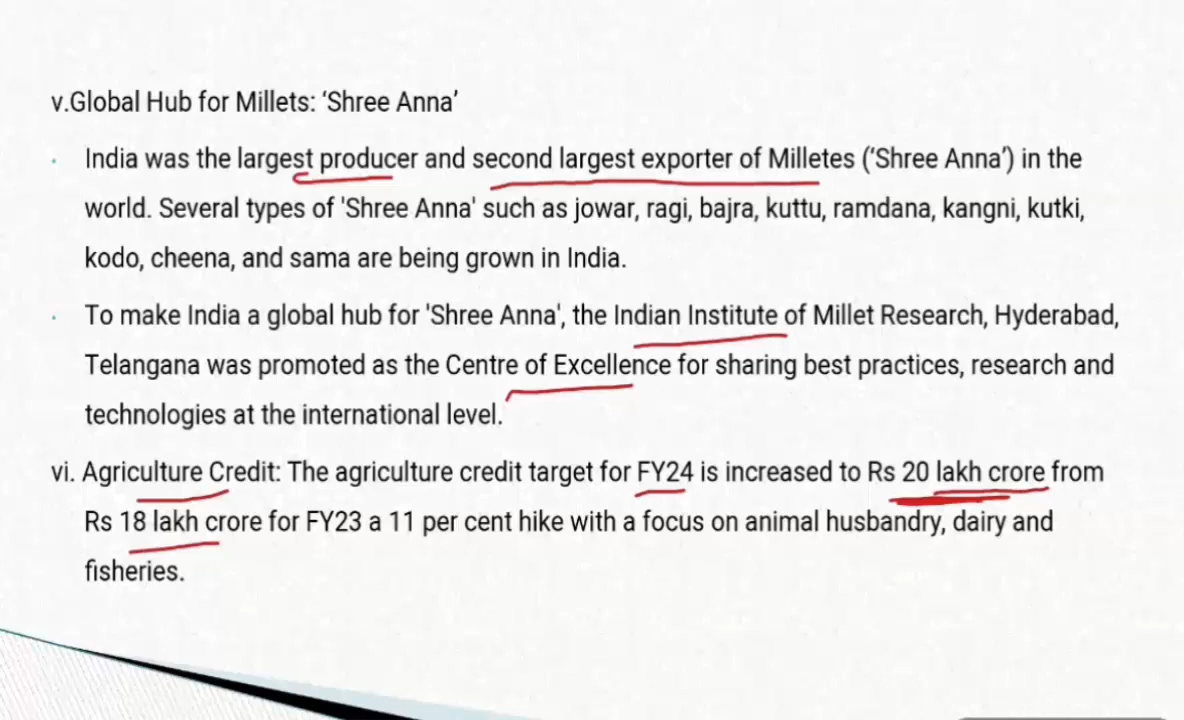 v.Global Hub for Millets: ‘Shree Anna’
· India was the largest producer and second largest exporter of Milletes (‘Shree Anna’) in the
world. Several types of 'Shree Anna' such as jowar, ragi, bajra, kuttu, ramdana, kangni, kutki,
kodo, cheena, and sama are being grown in India.
· To make India a global hub for 'Shree Anna', the Indian Institute of Millet Research, Hyderabad,
Telangana was promoted as the Centre of Excellence for sharing best practices, research and
technologies at the international level.
vi. Agriculture Credit: The agriculture credit target for FY24 is increased to Rs 20 lakh crore from
Rs 18 lakh crore for FY23 a 11 per cent hike with a focus on animal husbandry, dairy and
fisheries.